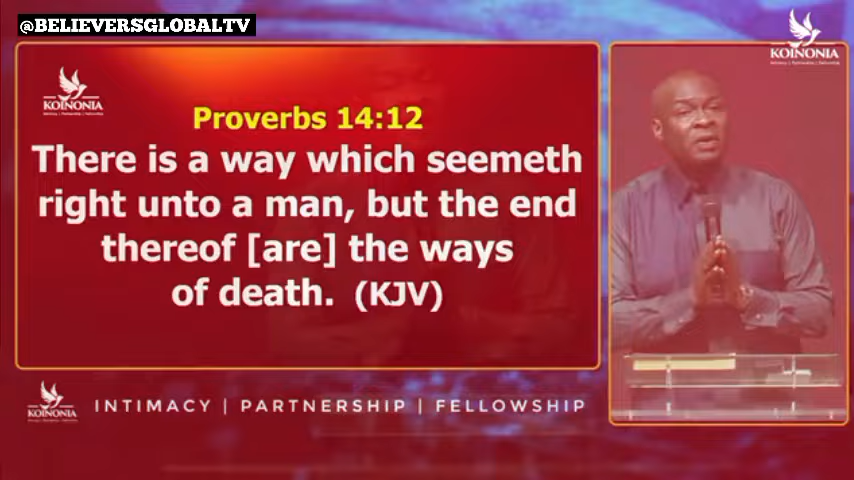 @BELIEVERSGLOBALTV
KOINONIA
KOINONIA
Proverbs 14:12
There is a way which seemeth
right unto a man, but the end
thereof [are] the ways
of death. (KJV)
KOINONIA
INTIMACY | PARTNERSHIP | FELLOWSHIP